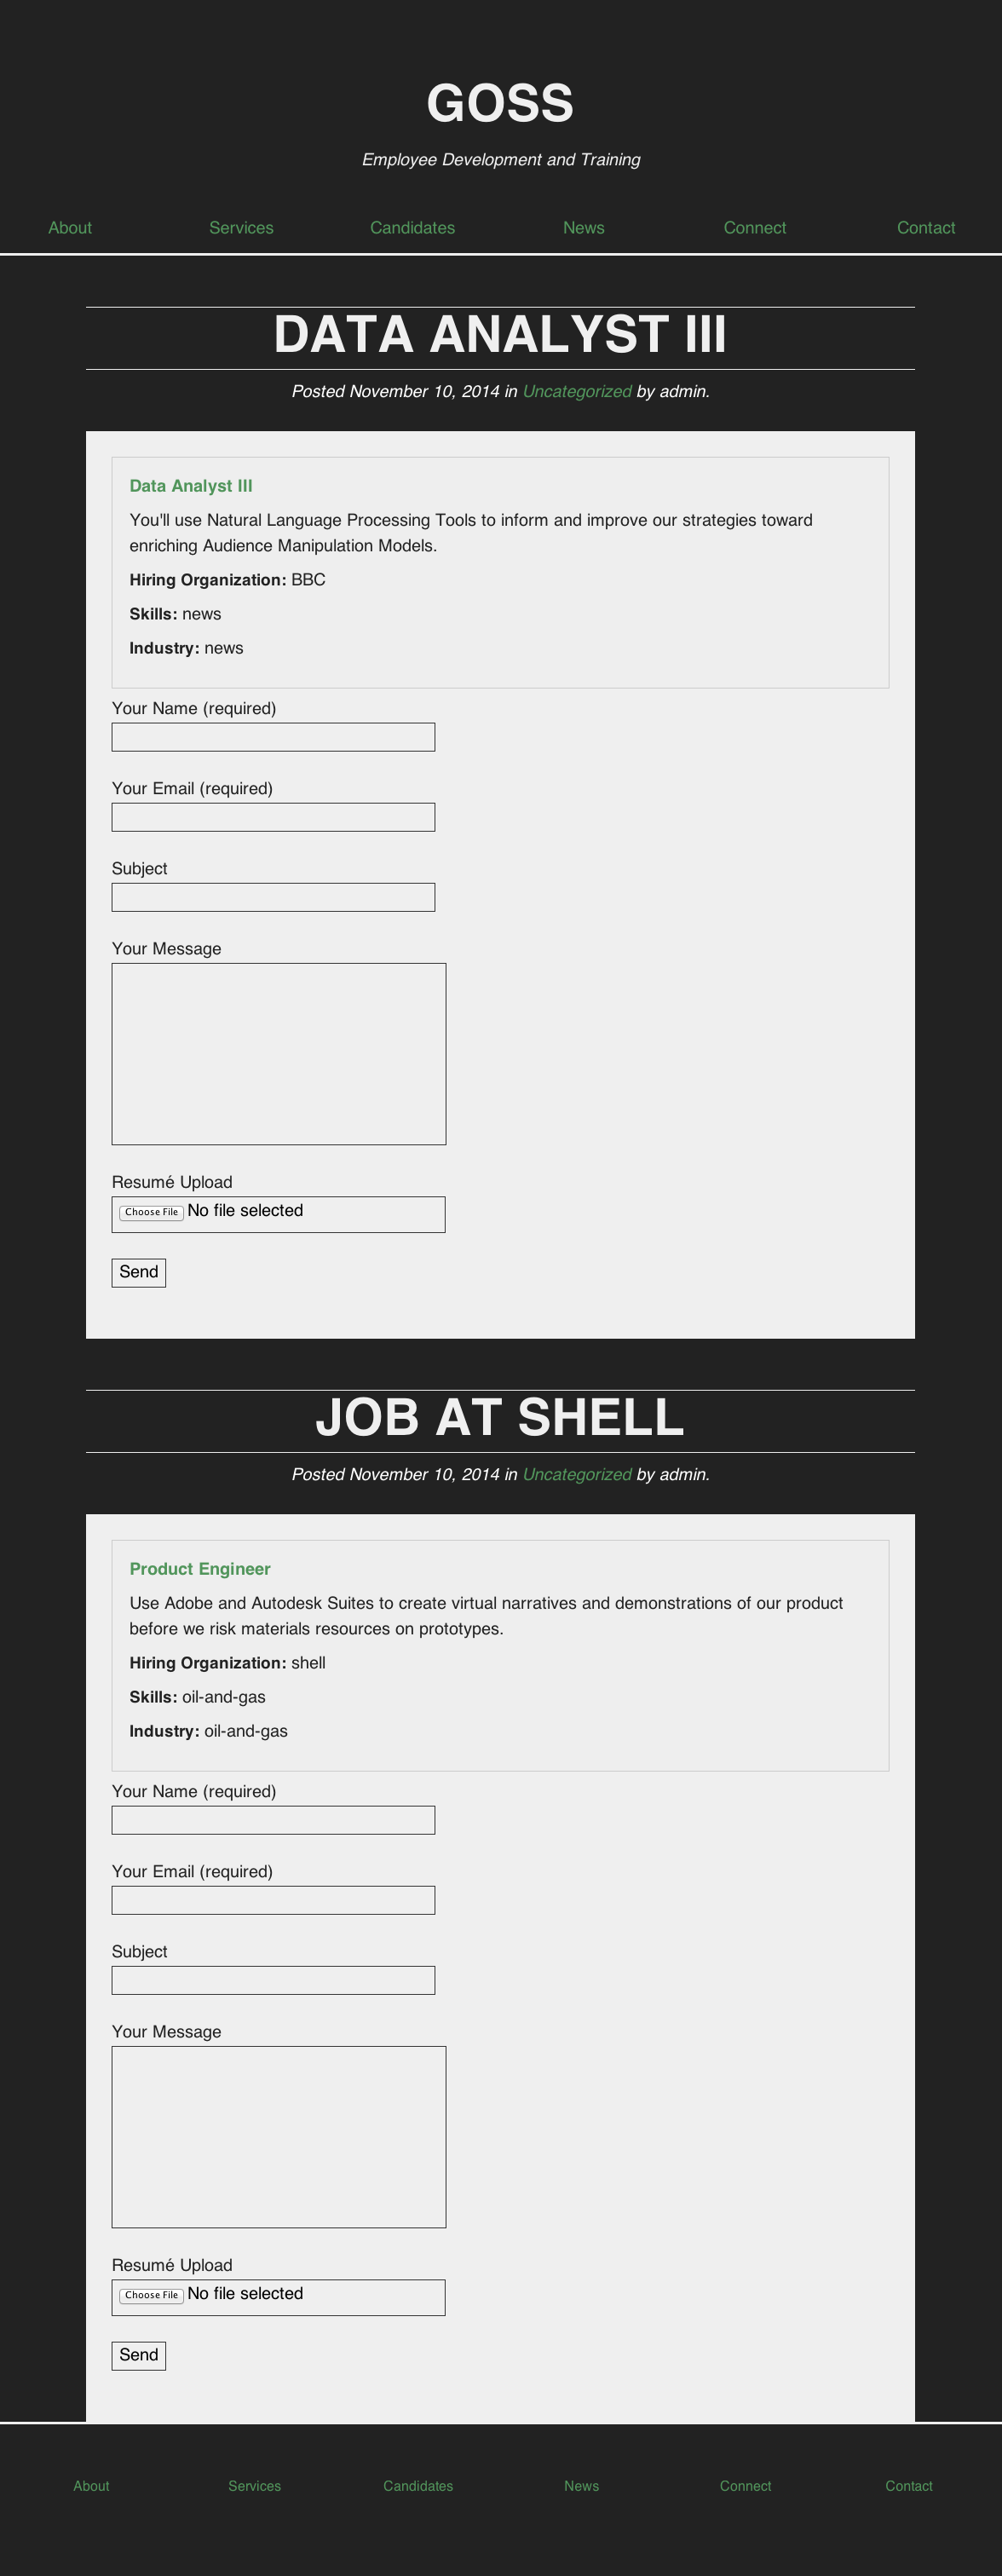 GOSS
Employee Development and Training
About Services Candidates News Connect Contact
DATA ANALYST III
Posted November 10, 2014 in Uncategorized by admin.
Data Analyst III
You'll use Natural Language Processing Tools to inform and improve our strategies toward
enriching Audience Manipulation Models.
Hiring Organization: BBC
Skills: news
Industry: news
Your Name (required)
Your Email (required)
Subject
Your Message
Resumé Upload
Choose File No file selected
Send
JOB AT SHELL
Posted November 10, 2014 in Uncategorized by admin.
Product Engineer
Use Adobe and Autodesk Suites to create virtual narratives and demonstrations of our product
before we risk materials resources on prototypes.
Hiring Organization: shell
Skills: oil-and-gas
Industry: oil-and-gas
Your Name (required)
Your Email (required)
Subject
Your Message
Resumé Upload
Choose File No file selected
Send
About Services Candidates News Connect Contact